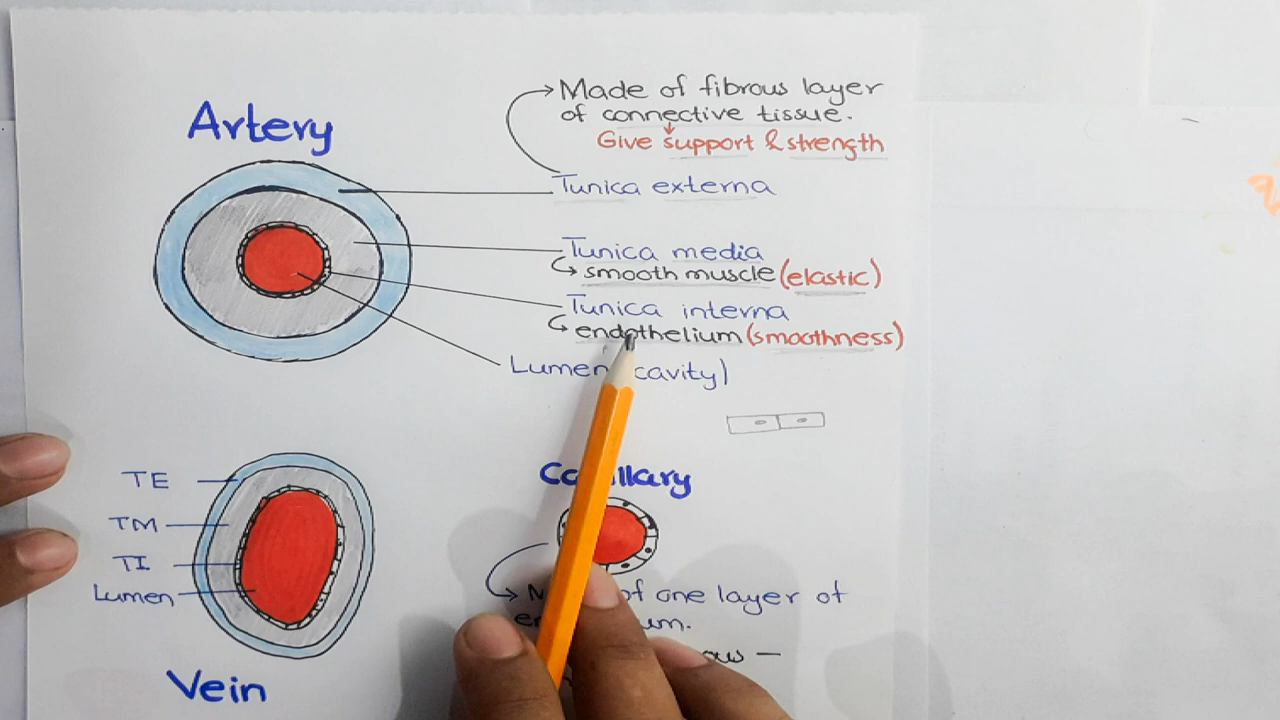 Artery
Made of fibrous layer
of connective tissue.
Give support & strength
Tunica externa
Tunica media
smooth muscle (elastic)
Tunica interna
endothelium (smoothness)
Lumen cavity)
TE
TM
TI
Lumen
Vein
of one layer of